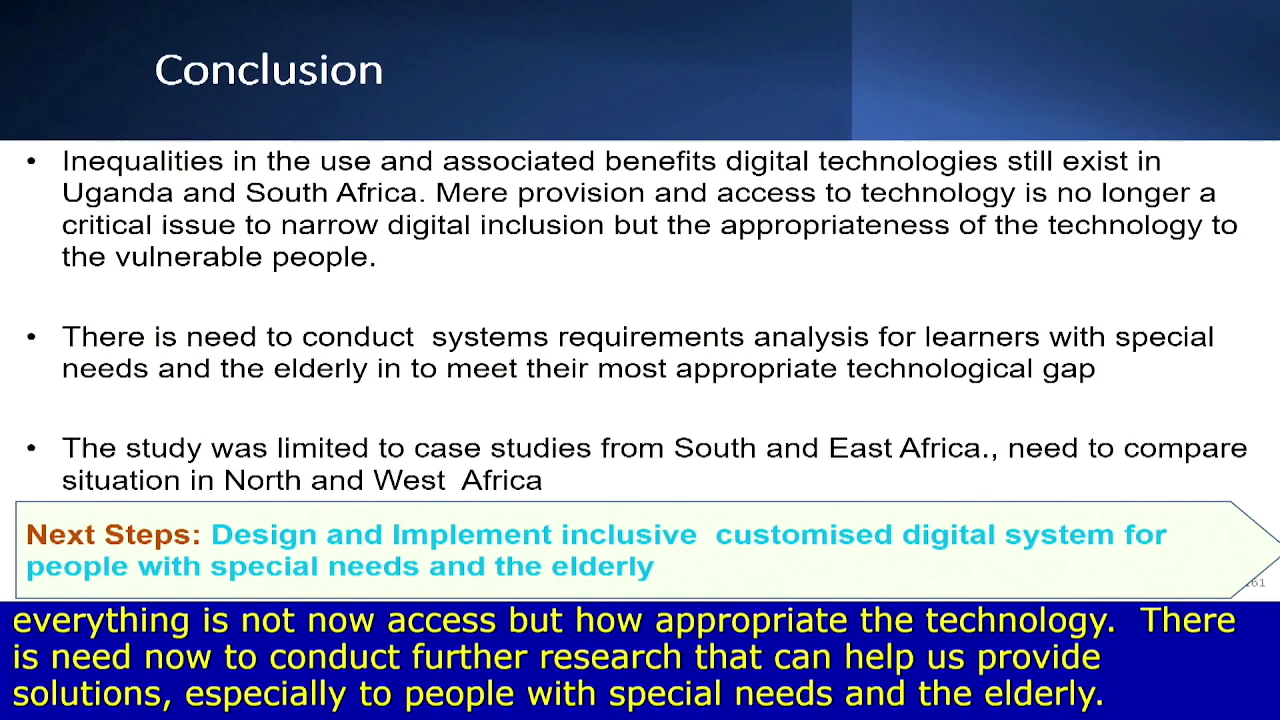 Conclusion
• Inequalities in the use and associated benefits digital technologies still exist in
Uganda and South Africa. Mere provision and access to technology is no longer a
critical issue to narrow digital inclusion but the appropriateness of the technology to
the vulnerable people.
• There is need to conduct  systems requirements analysis for learners with special
needs and the elderly in to meet their most appropriate technological gap
• The study was limited to case studies from South and East Africa., need to compare
situation in North and West  Africa
Next Steps: Design and Implement inclusive  customised digital system for
people with special needs and the elderly
everything is not now access but how appropriate the technology.  There
is need now to conduct further research that can help us provide
solutions, especially to people with special needs and the elderly.